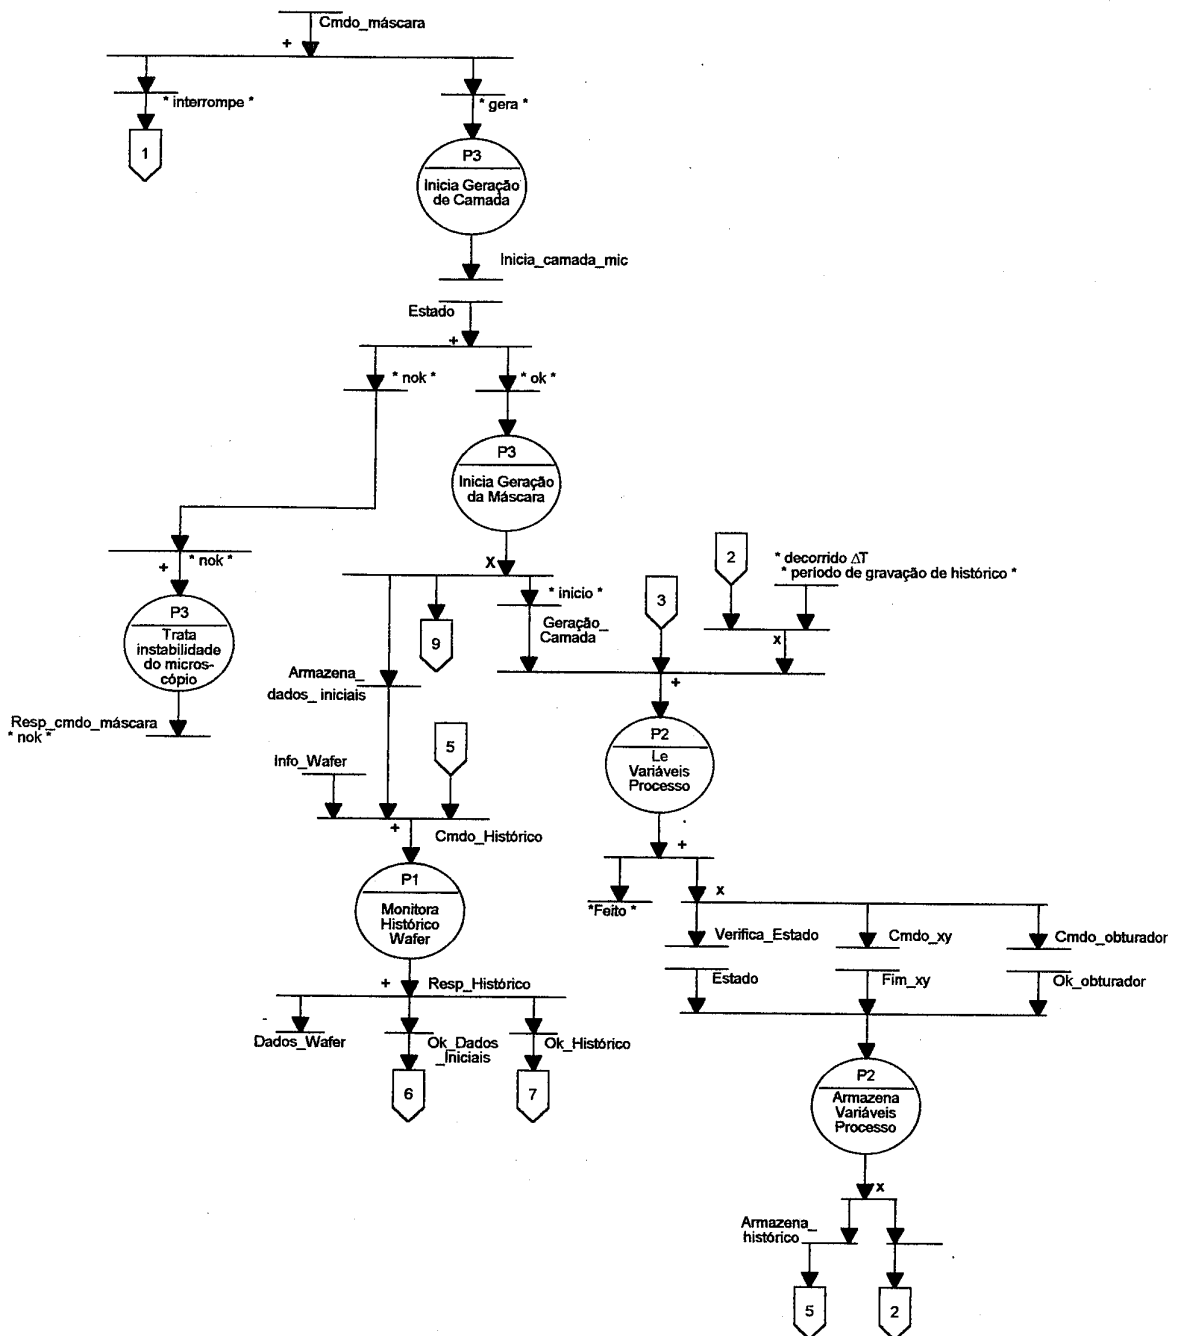 Cmdo_máscara
+
* interrompe *
* gera *
1
P3
Inicia Geração
de Camada
Inicia_camada_mic
Estado
+
* nok *
* ok *
P3
Inicia Geração
da Máscara
X
* nok *
+
P3
Trata
instabilidade
do micros-
cópio
Resp_cmdo_máscara
* nok *
* inicio *
Geração_
Camada
9
3
2
* decorrido ΔT
* período de gravação de histórico *
x
+
Armazena_
dados_ iniciais
Info_Wafer
5
+
Cmdo_Histórico
P1
Monitora
Histórico
Wafer
+
Resp_Histórico
Dados_Wafer
Ok_Dados
_Iniciais
Ok_Histórico
6
7
P2
Le
Variáveis
Processo
+
*Feito *
x
Verifica_Estado
Cmdo_xy
Cmdo_obturador
Estado
Fim_xy
Ok_obturador
P2
Armazena
Variáveis
Processo
x
Armazena_
histórico
5
2